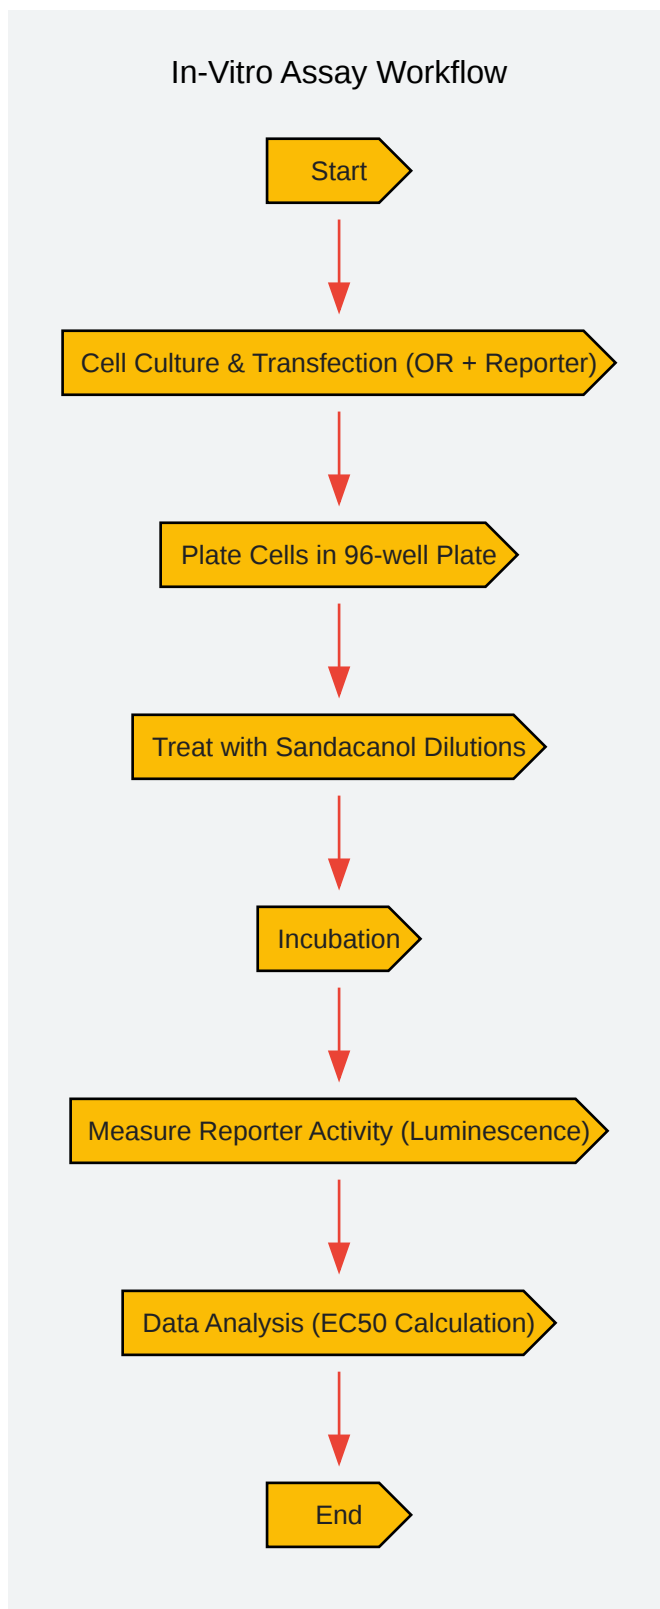 In-Vitro Assay Workflow
Start
Cell Culture & Transfection (OR + Reporter)
Plate Cells in 96-well Plate
Treat with Sandacanol Dilutions
Incubation
Measure Reporter Activity (Luminescence)
Data Analysis (EC50 Calculation)
End